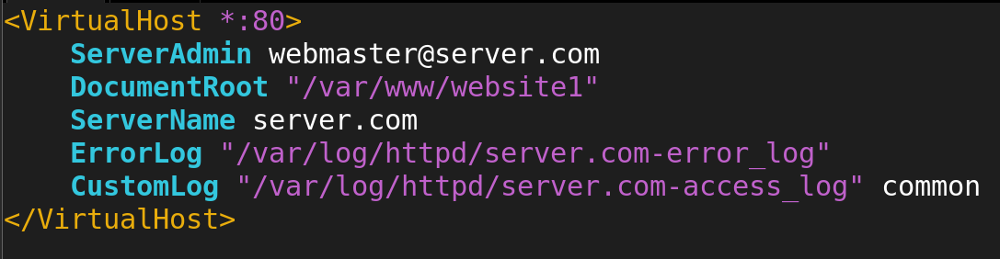 <VirtualHost *:80>
    ServerAdmin webmaster@server.com
    DocumentRoot "/var/www/website1"
    ServerName server.com
    ErrorLog "/var/log/httpd/server.com-error_log"
    CustomLog "/var/log/httpd/server.com-access_log" common
</VirtualHost>